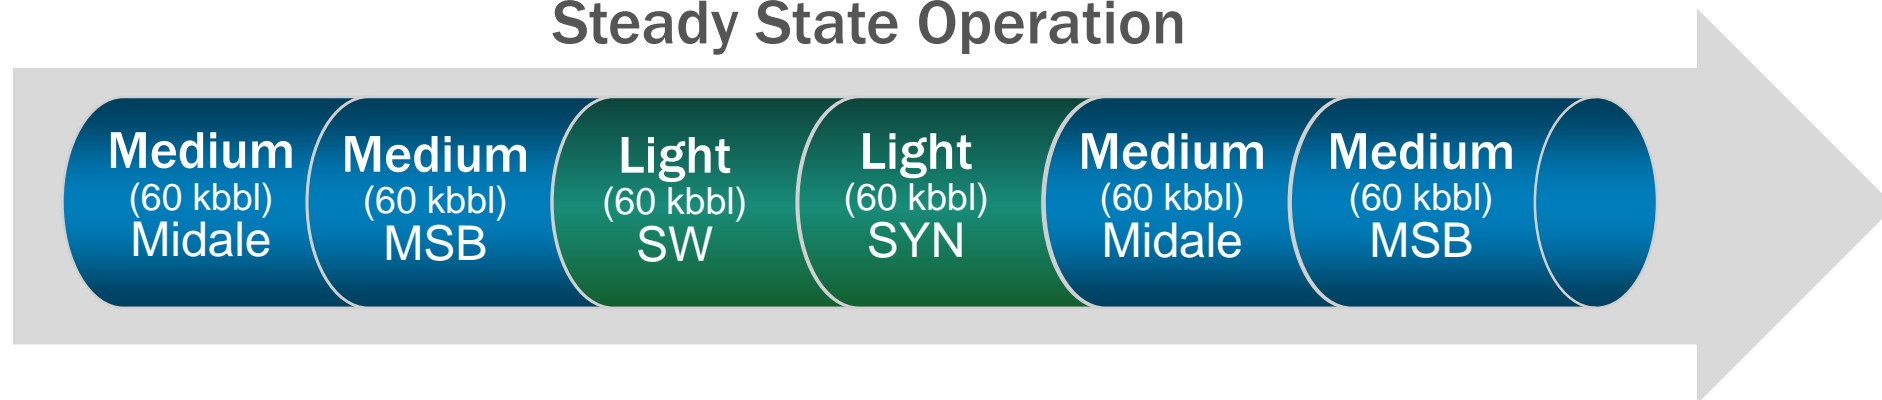 Steady State Operation
Medium
(60 kbbl)
Midale
Medium
(60 kbbl)
MSB
Light
(60 kbbl)
SW
Light
(60 kbbl)
SYN
Medium
(60 kbbl)
Midale
Medium
(60 kbbl)
MSB